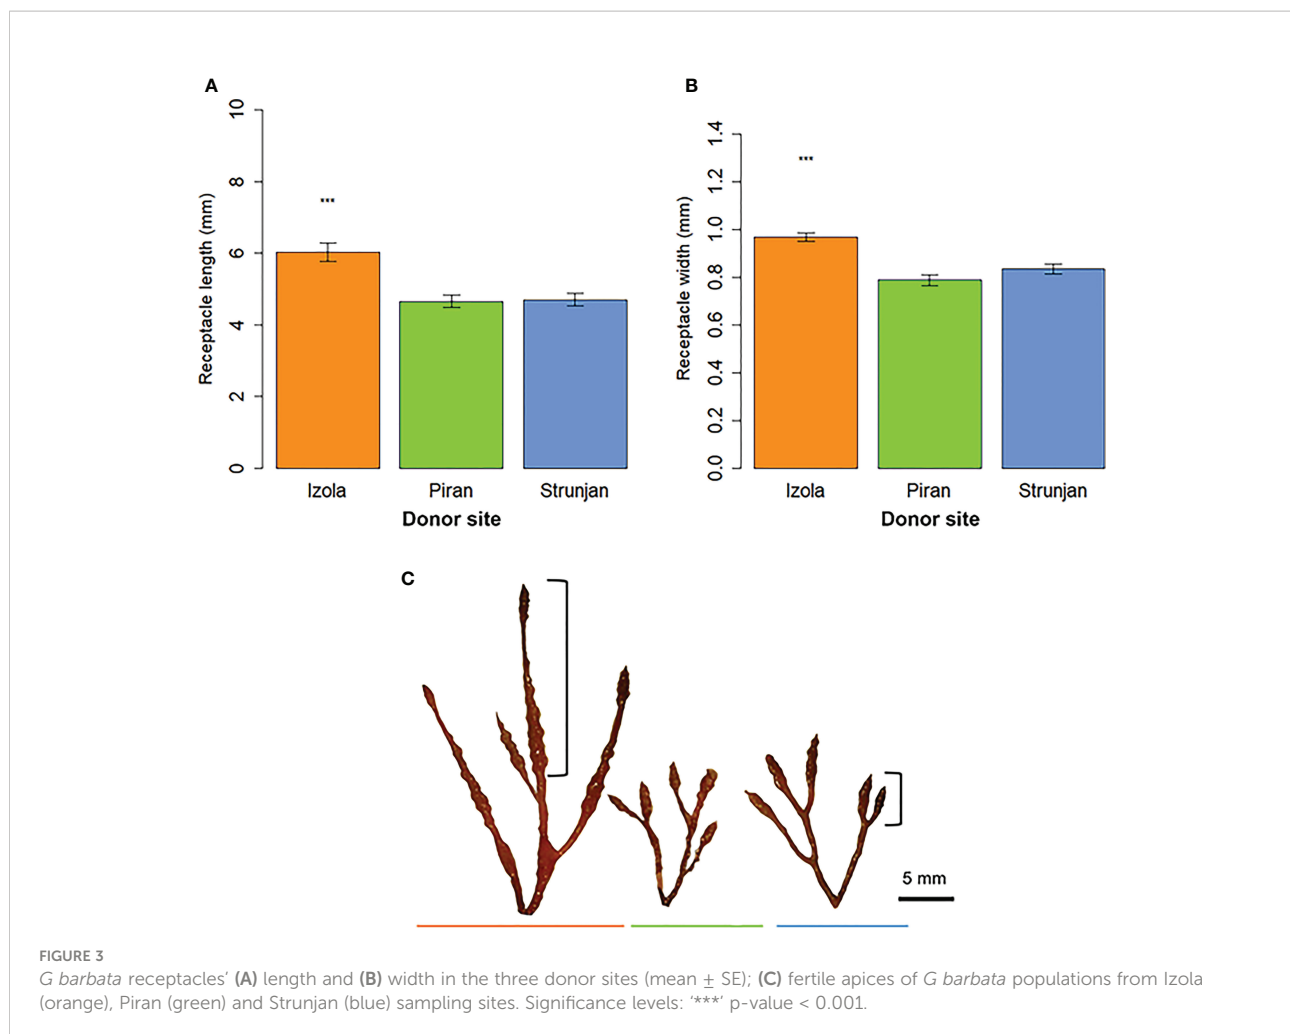 A
B
10
8
6
4
2
0
Receptacle length (mm)
***
Izola
Piran
Strunjan
Donor site
1.4
1.2
1.0
0.8
0.6
0.4
0.2
0.0
Receptacle width (mm)
***
Izola
Piran
Strunjan
Donor site
C
5 mm
FIGURE 3
G barbata receptacles' (A) length and (B) width in the three donor sites (mean ± SE); (C) fertile apices of G barbata populations from Izola
(orange), Piran (green) and Strunjan (blue) sampling sites. Significance levels: '***' p-value < 0.001.